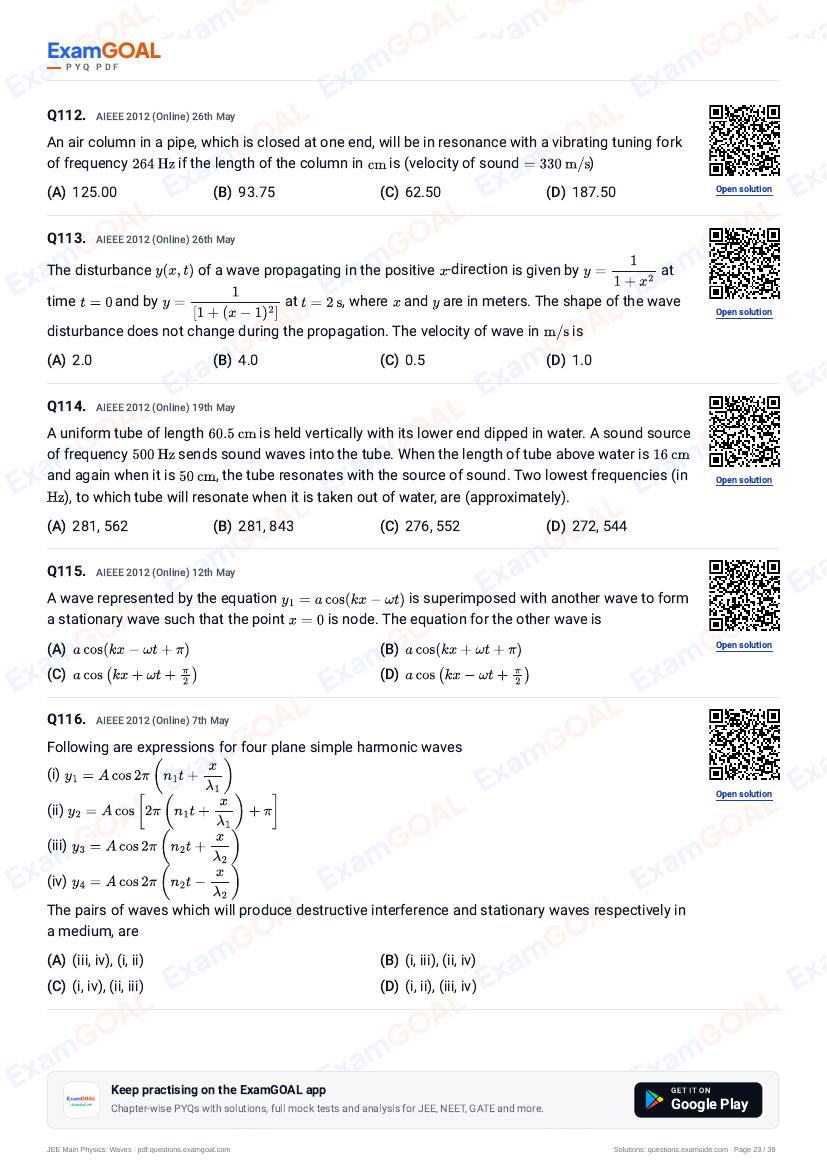 ExamGOAL
PYQ PDF
Q112. AIEEE 2012 (Online) 26th May
An air column in a pipe, which is closed at one end, will be in resonance with a vibrating tuning fork
of frequency 264 Hz if the length of the column in cm is (velocity of sound = 330 m/s)
(A) 125.00 (B) 93.75 (C) 62.50 (D) 187.50
Open solution
Q113. AIEEE 2012 (Online) 26th May
The disturbance y(x, t) of a wave propagating in the positive x-direction is given by y = 1/(1 + x²) at
time t = 0 and by y = 1/[1 + (x − 1)²] at t = 2 s, where x and y are in meters. The shape of the wave
disturbance does not change during the propagation. The velocity of wave in m/s is
(A) 2.0 (B) 4.0 (C) 0.5 (D) 1.0
Open solution
Q114. AIEEE 2012 (Online) 19th May
A uniform tube of length 60.5 cm is held vertically with its lower end dipped in water. A sound source
of frequency 500 Hz sends sound waves into the tube. When the length of tube above water is 16 cm
and again when it is 50 cm, the tube resonates with the source of sound. Two lowest frequencies (in
Hz), to which tube will resonate when it is taken out of water, are (approximately).
(A) 281, 562 (B) 281, 843 (C) 276, 552 (D) 272, 544
Open solution
Q115. AIEEE 2012 (Online) 12th May
A wave represented by the equation y₁ = a cos(kx − ωt) is superimposed with another wave to form
a stationary wave such that the point x = 0 is node. The equation for the other wave is
(A) a cos(kx − ωt + π) (B) a cos(kx + ωt + π)
(C) a cos (kx + ωt + π/2) (D) a cos (kx − ωt + π/2)
Open solution
Q116. AIEEE 2012 (Online) 7th May
Following are expressions for four plane simple harmonic waves
(i) y₁ = A cos 2π (n₁t + x/λ₁)
(ii) y₂ = A cos [2π (n₁t + x/λ₁) + π]
(iii) y₃ = A cos 2π (n₂t + x/λ₂)
(iv) y₄ = A cos 2π (n₂t − x/λ₂)
The pairs of waves which will produce destructive interference and stationary waves respectively in
a medium, are
(A) (iii, iv), (i, ii) (B) (i, iii), (ii, iv)
(C) (i, iv), (ii, iii) (D) (i, ii), (iii, iv)
Open solution
ExamGOAL
Keep practising on the ExamGOAL app
Chapter-wise PYQs with solutions, full mock tests and analysis for JEE, NEET, GATE and more.
GET IT ON
Google Play
JEE Main Physics: Waves · pdf.questions.examgoal.com
Solutions: questions.examside.com · Page 23 / 38